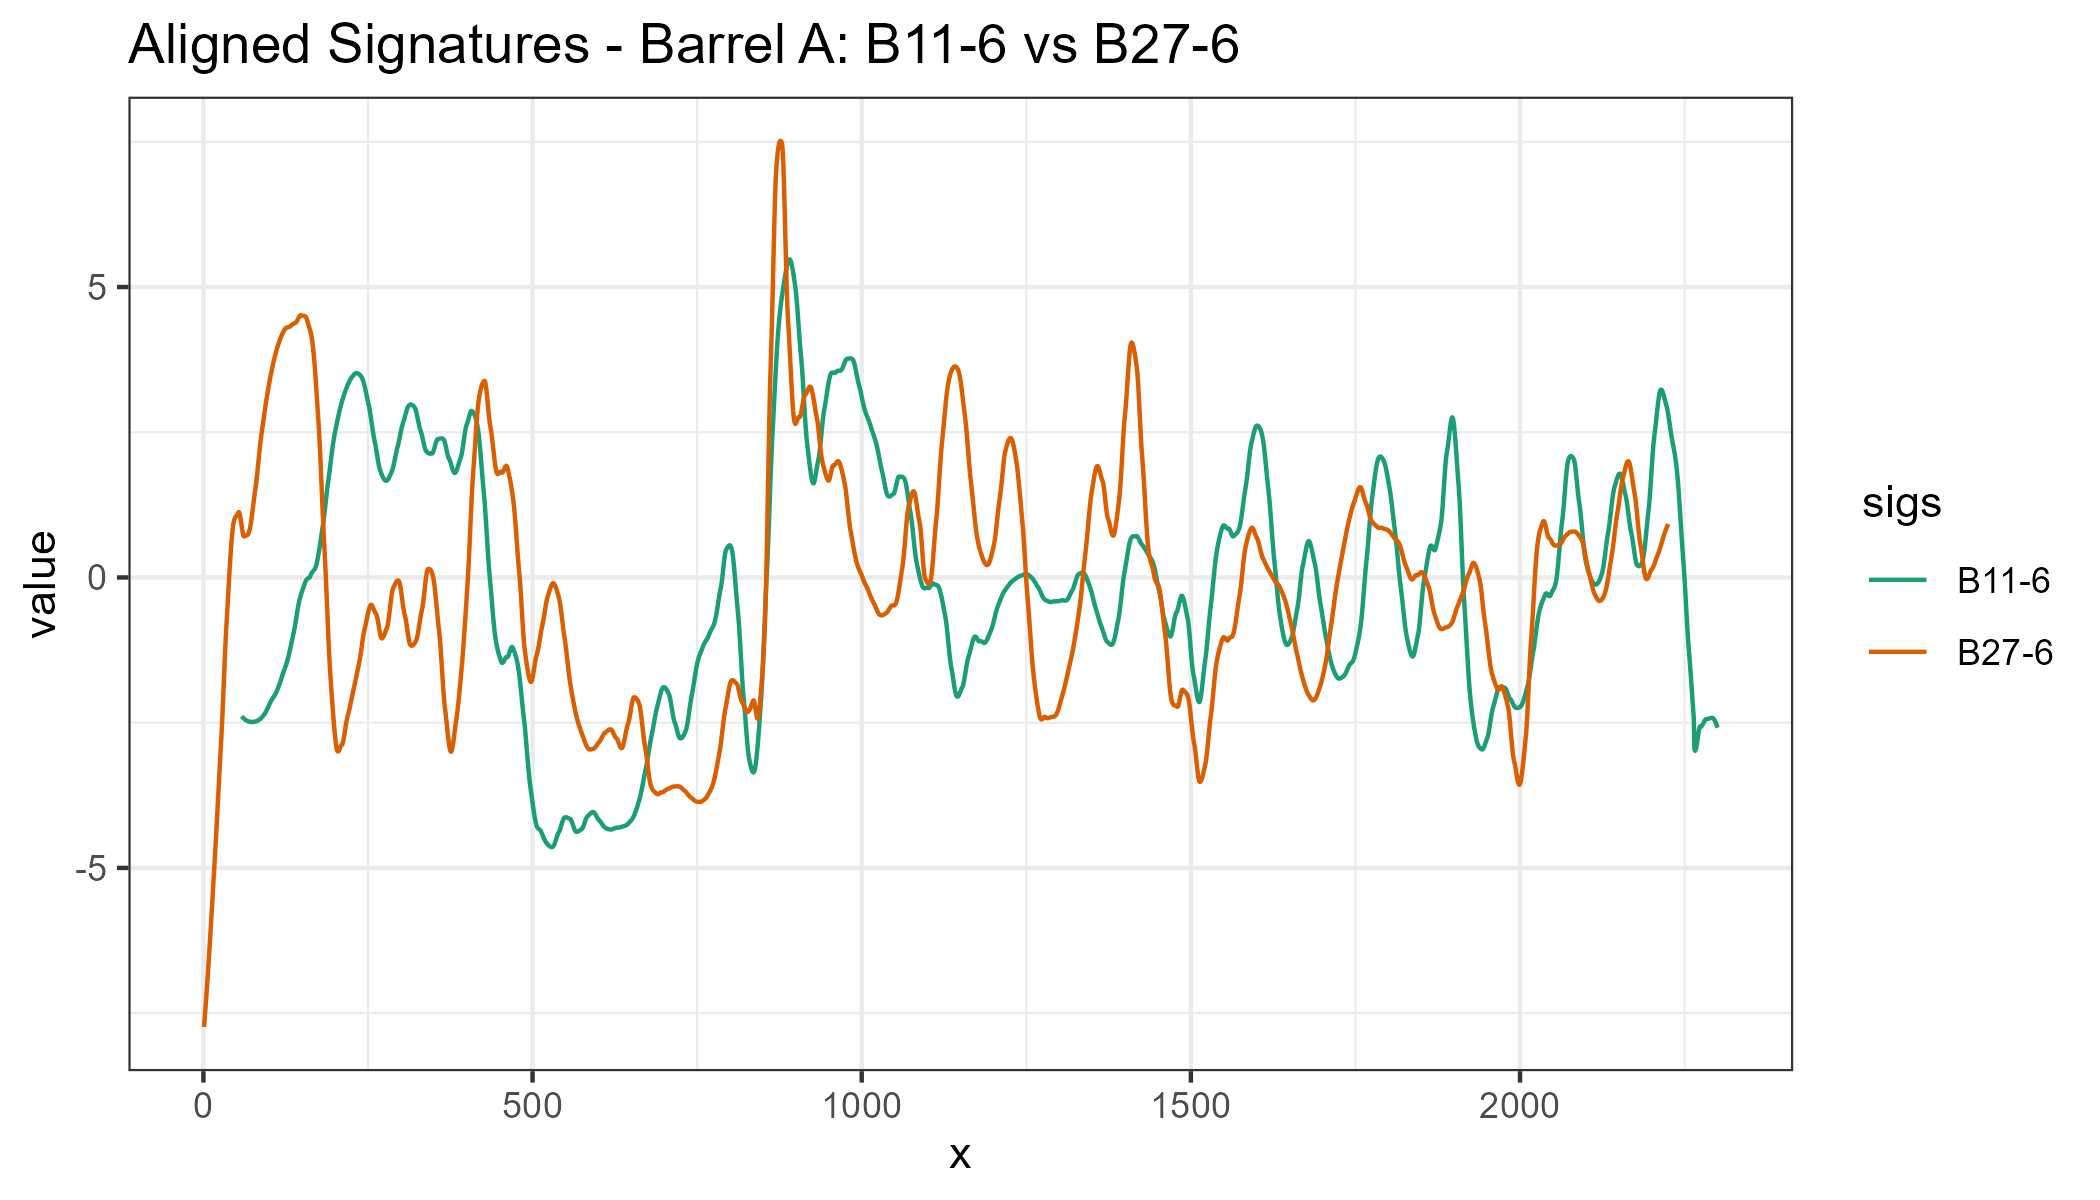 Aligned Signatures - Barrel A: B11-6 vs B27-6
value
5
0
-5
0
500
1000
1500
2000
x
sigs
B11-6
B27-6